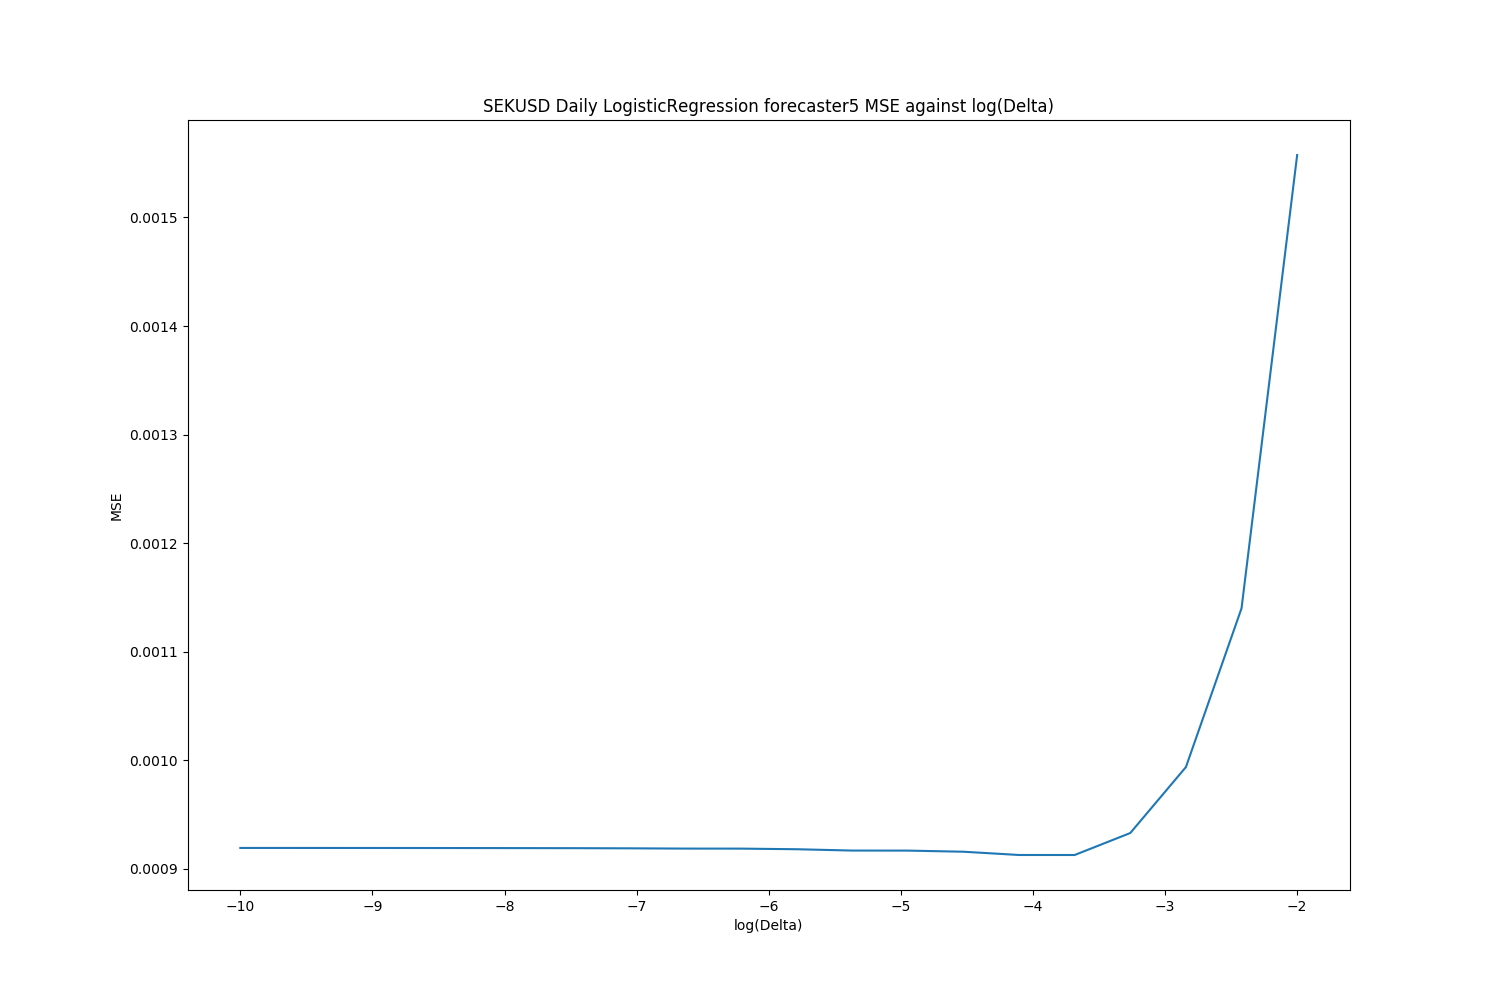 SEKUSD Daily LogisticRegression forecaster5 MSE against log(Delta)
0.0015
0.0014
0.0013
0.0012
MSE
0.0011
0.0010
0.0009
−10 −9 −8 −7 −6 −5 −4 −3 −2
log(Delta)